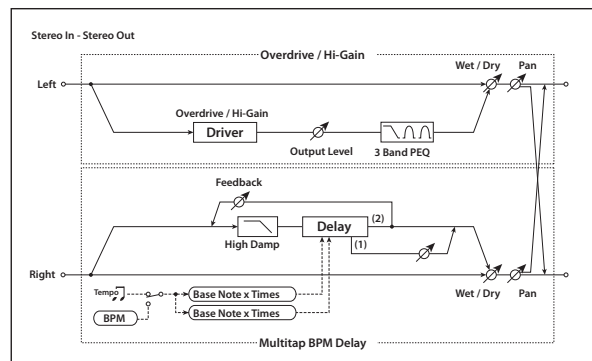 Stereo In - Stereo Out
Overdrive / Hi-Gain
Wet / Dry
Pan
Left
Overdrive / Hi-Gain
Driver
Output Level
3 Band PEQ
Feedback
High Damp
Delay
(2)
(1)
Right
Wet / Dry
Pan
Tempo
BPM
Base Note x Times
Base Note x Times
Multitap BPM Delay